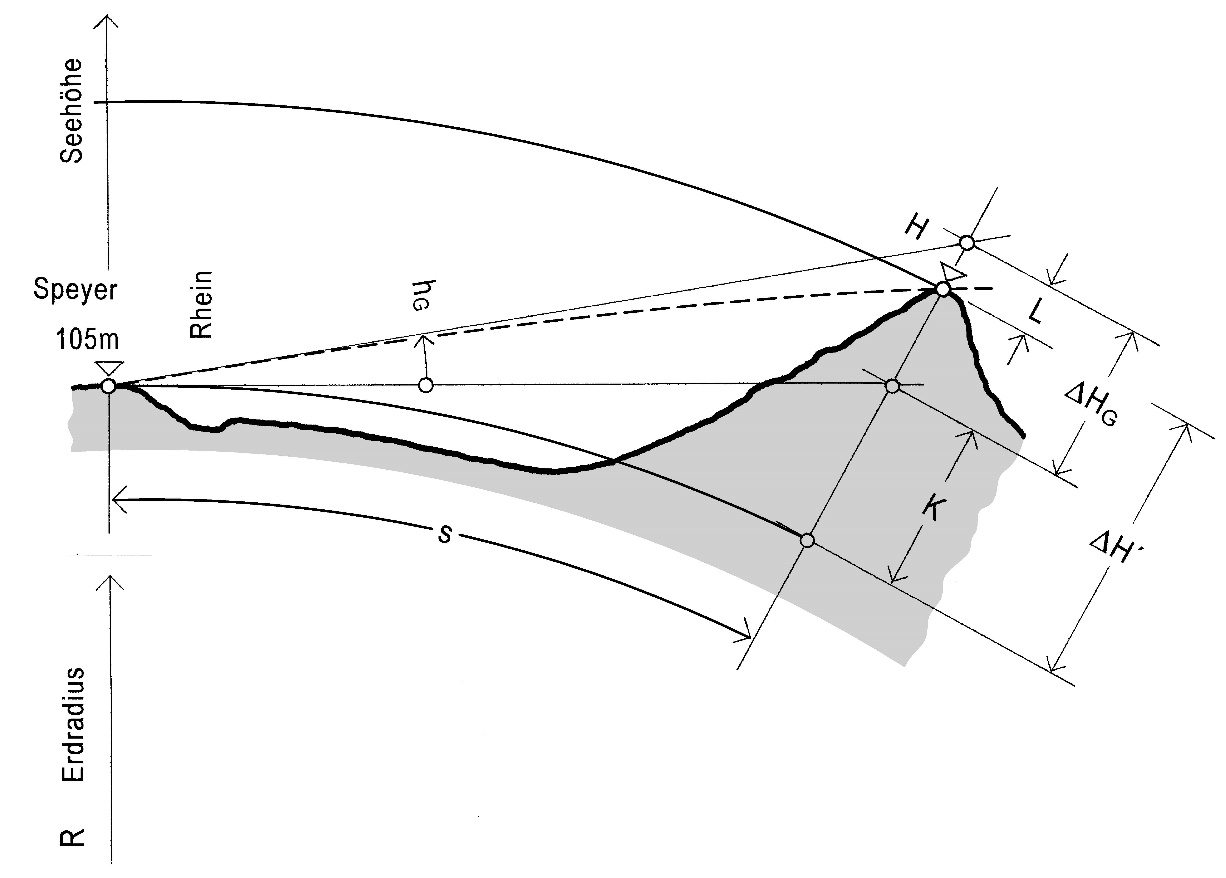 Seehöhe
Speyer
105m
Rhein
hG
H
L
ΔHG
K
ΔH′
s
R Erdradius